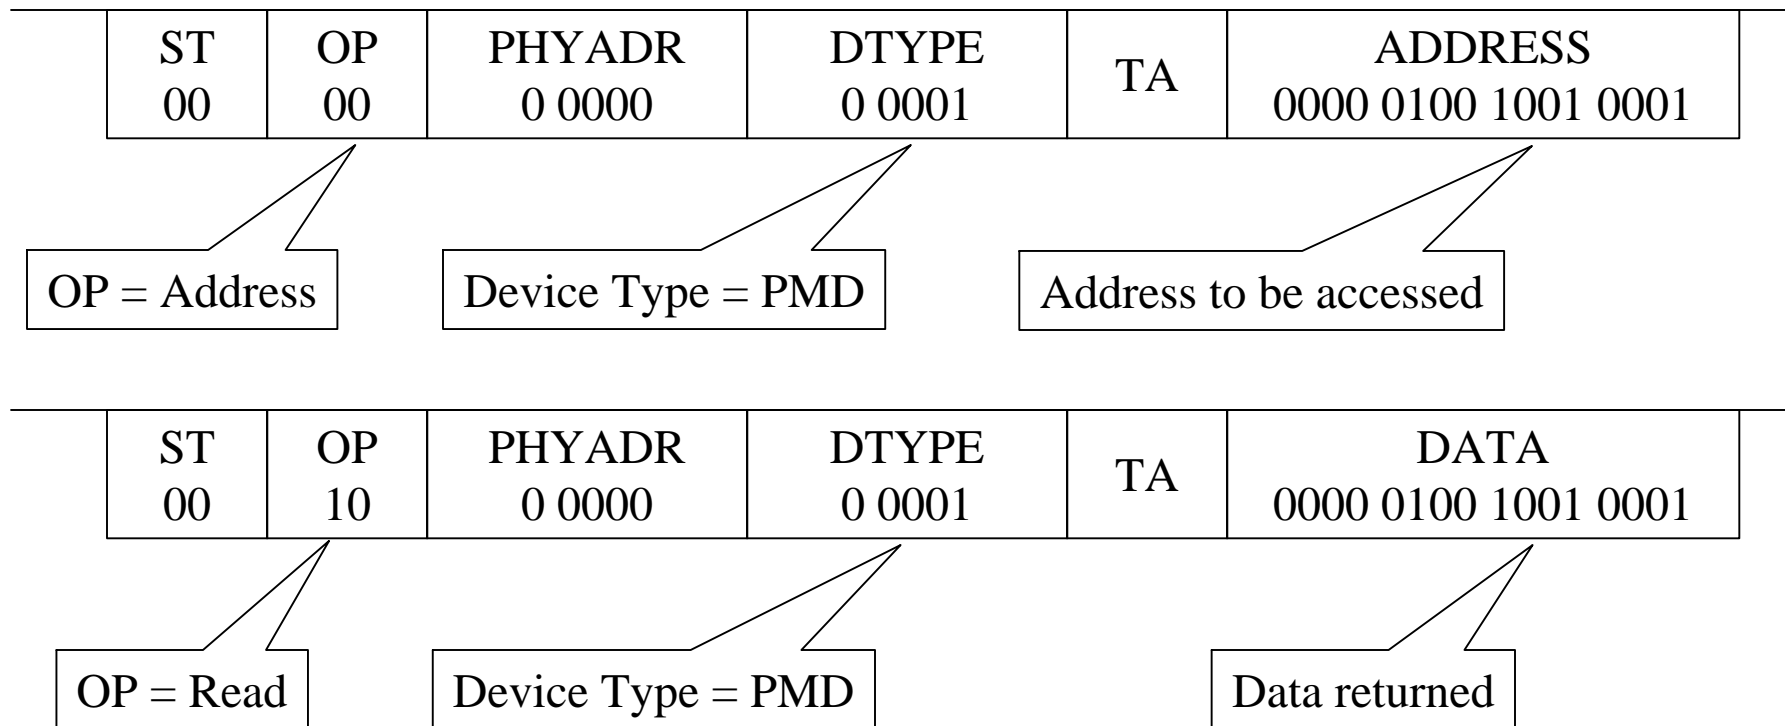 ST OP PHYADR DTYPE TA ADDRESS
00 00 0 0000 0 0001 0000 0100 1001 0001
OP = Address Device Type = PMD Address to be accessed
ST OP PHYADR DTYPE TA DATA
00 10 0 0000 0 0001 0000 0100 1001 0001
OP = Read Device Type = PMD Data returned